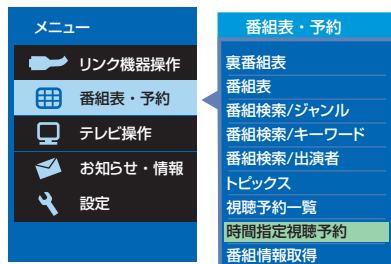 メニュー
リンク機器操作
番組表・予約
テレビ操作
お知らせ・情報
設定
番組表・予約
裏番組表
番組表
番組検索/ジャンル
番組検索/キーワード
番組検索/出演者
トピックス
視聴予約一覧
時間指定視聴予約
番組情報取得